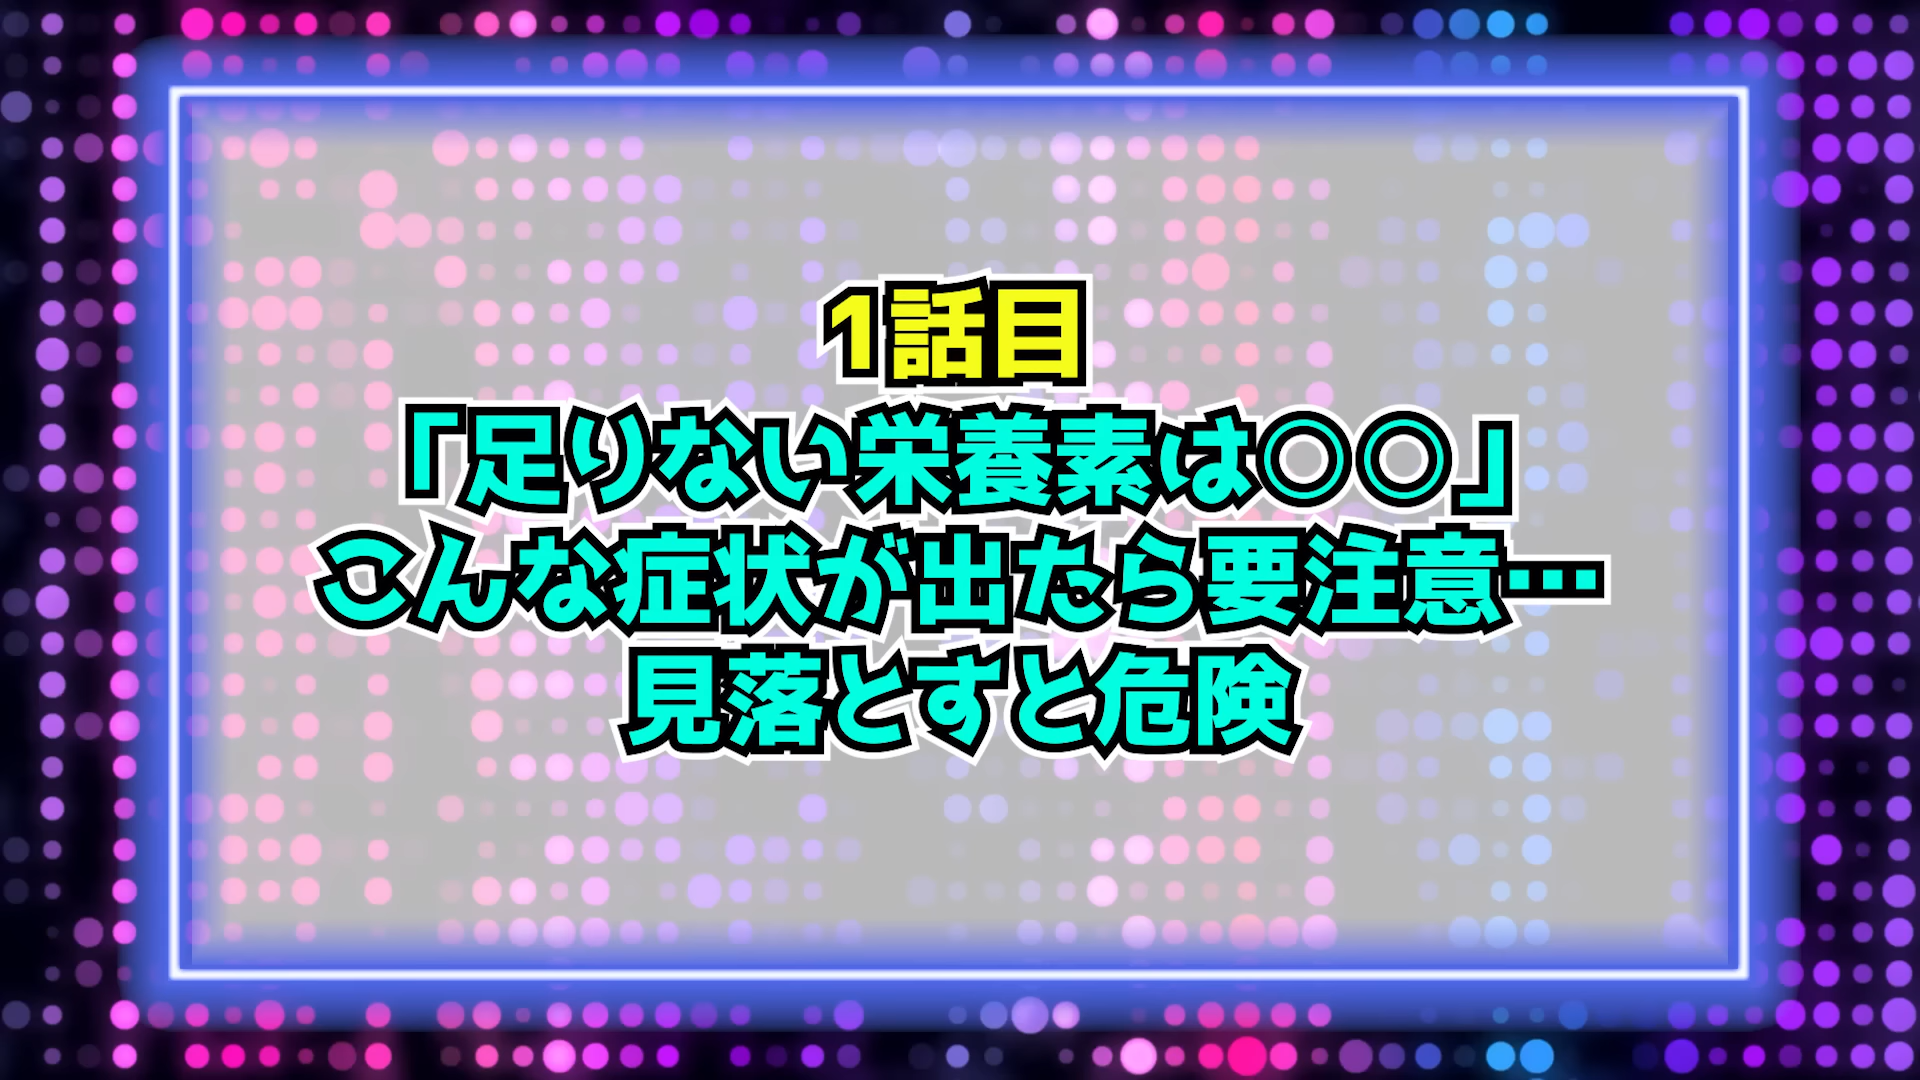 1話目
「足りない栄養素は○○」
こんな症状が出たら要注意…
見落とすと危険